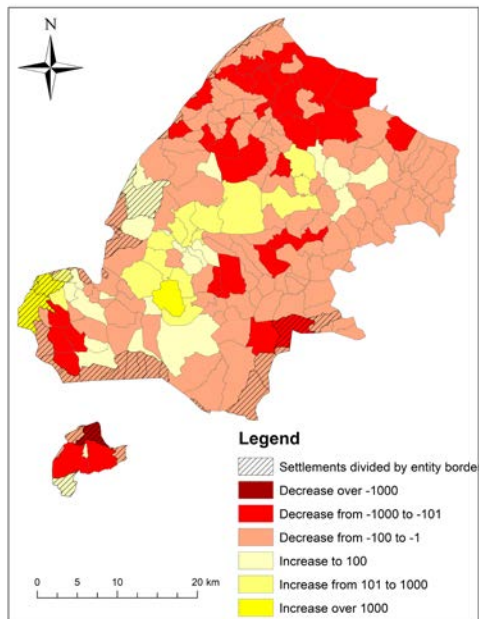 N
Legend
Settlements divided by entity border
Decrease over -1000
Decrease from -1000 to -101
Decrease from -100 to -1
Increase to 100
Increase from 101 to 1000
Increase over 1000
0 5 10 20 km